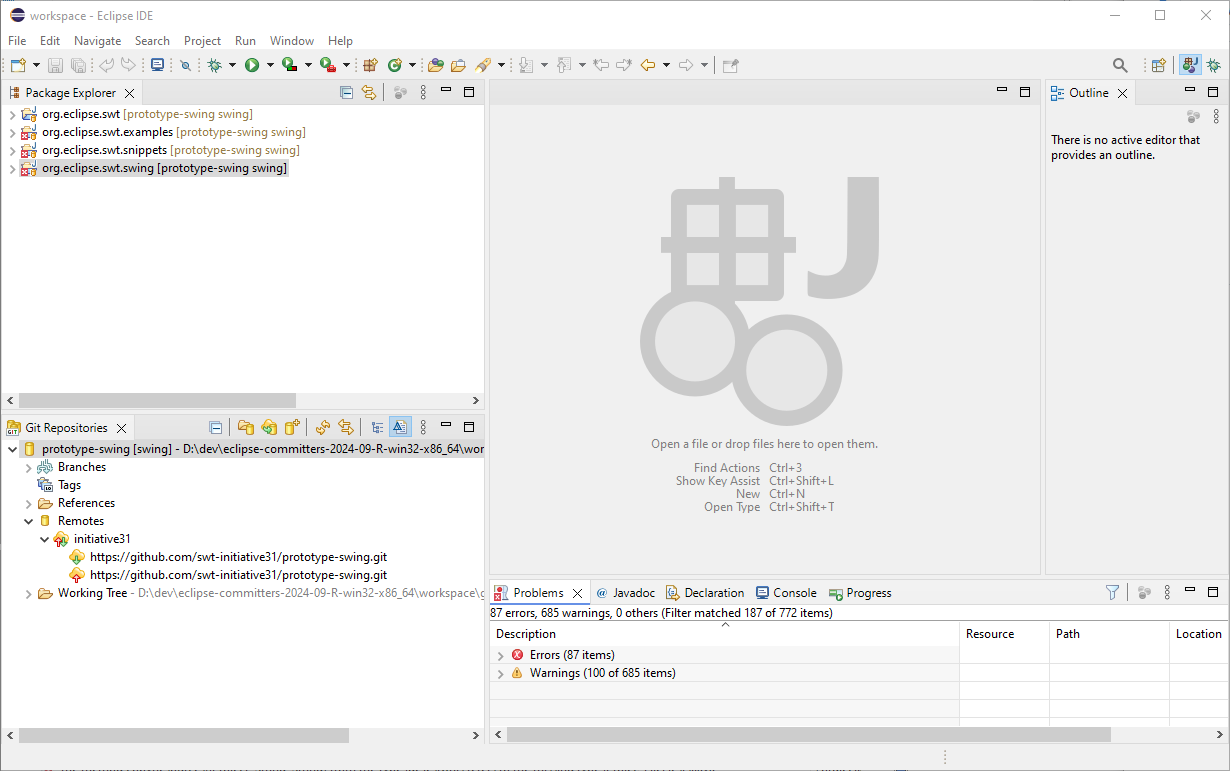 workspace - Eclipse IDE
File Edit Navigate Search Project Run Window Help
Package Explorer
org.eclipse.swt [prototype-swing swing]
org.eclipse.swt.examples [prototype-swing swing]
org.eclipse.swt.snippets [prototype-swing swing]
org.eclipse.swt.swing [prototype-swing swing]
Git Repositories
prototype-swing [swing] - D:\dev\eclipse-committers-2024-09-R-win32-x86_64\wor
Branches
Tags
References
Remotes
initiative31
https://github.com/swt-initiative31/prototype-swing.git
https://github.com/swt-initiative31/prototype-swing.git
Working Tree - D:\dev\eclipse-committers-2024-09-R-win32-x86_64\workspace\g
Open a file or drop files here to open them.
Find Actions Ctrl+3
Show Key Assist Ctrl+Shift+L
New Ctrl+N
Open Type Ctrl+Shift+T
Outline
There is no active editor that
provides an outline.
Problems @ Javadoc Declaration Console Progress
87 errors, 685 warnings, 0 others (Filter matched 187 of 772 items)
Description Resource Path Location
Errors (87 items)
Warnings (100 of 685 items)